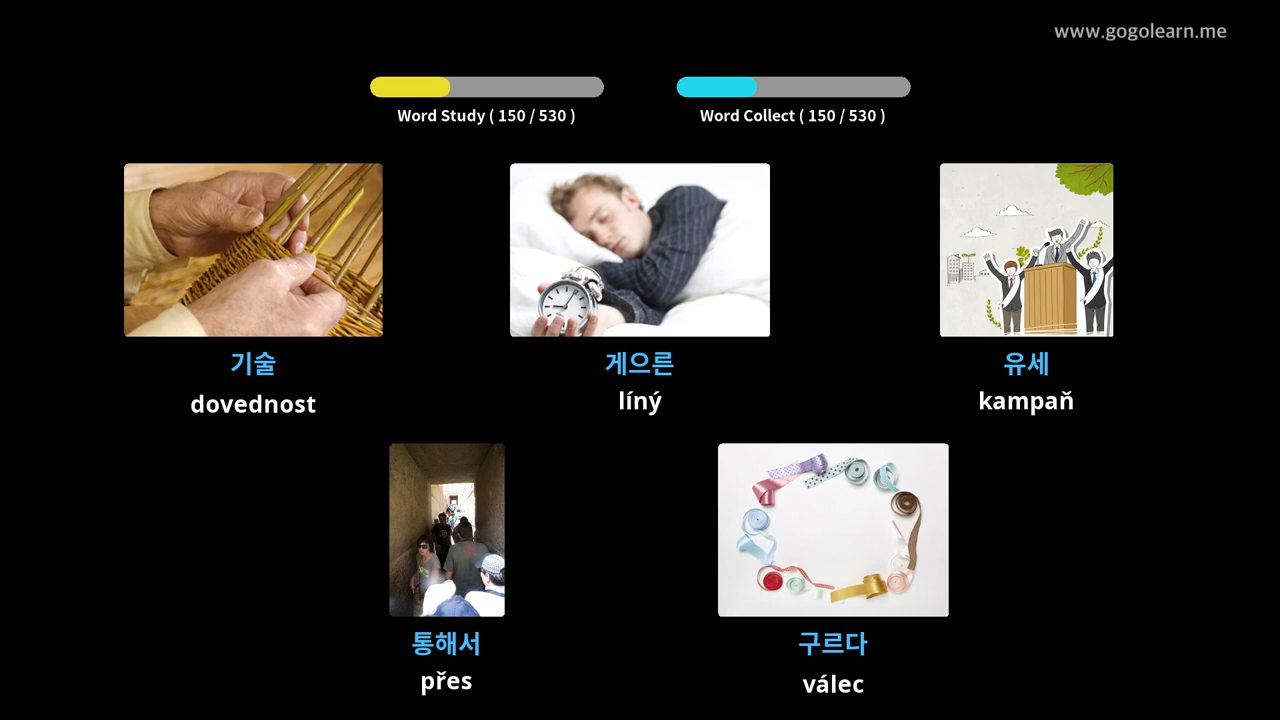 www.gogolearn.me
Word Study ( 150 / 530 )
Word Collect ( 150 / 530 )
기술
dovednost
게으른
líný
유세
kampaň
통해서
přes
구르다
válec